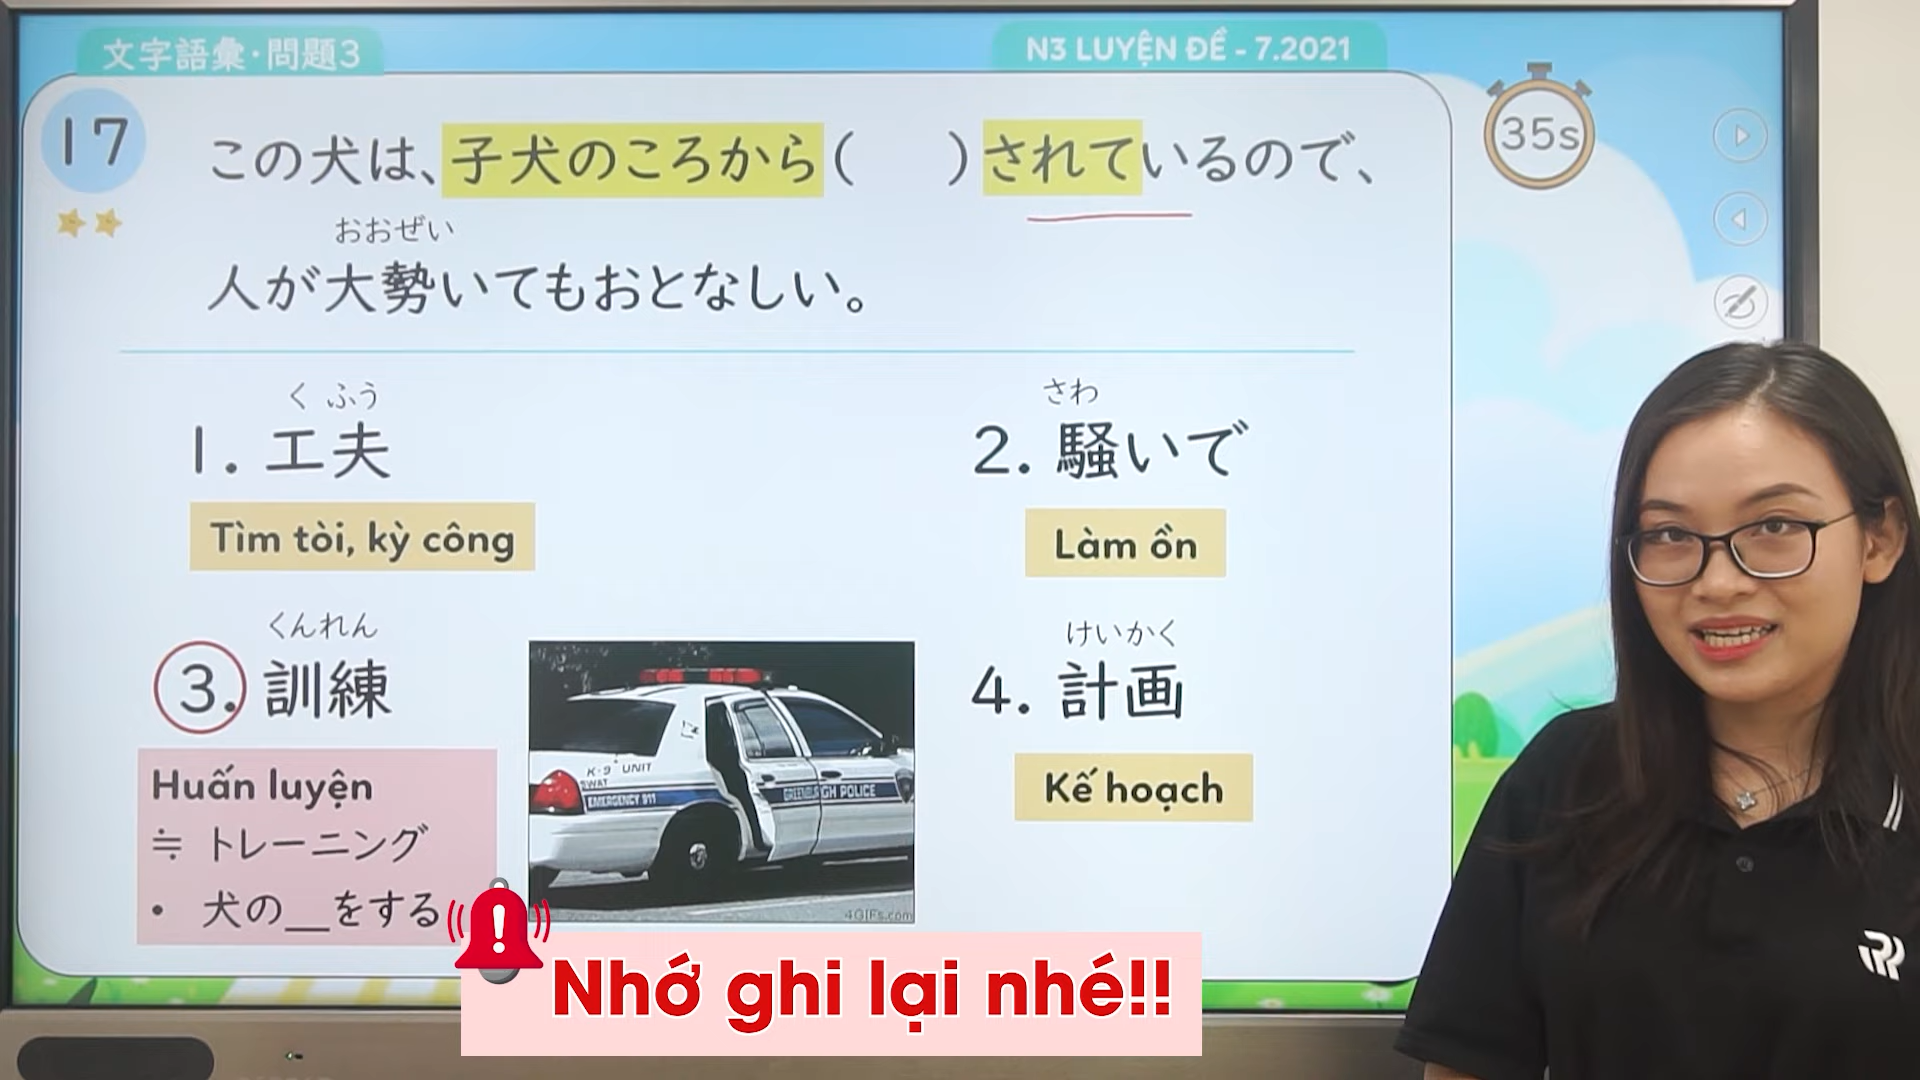 文字語彙・問題3
N3 LUYỆN ĐỀ - 7.2021
17
35s
この犬は、子犬のころから(　　)されているので、
おおぜい
人が大勢いてもおとなしい。
くふう
1. 工夫
Tìm tòi, kỳ công
さわ
2. 騒いで
Làm ồn
くんれん
3. 訓練
Huấn luyện
≒ トレーニング
• 犬の__をする
K-9 UNIT
SWAT
EMERGENCY 911
GREENBURGH POLICE
4GIFs.com
けいかく
4. 計画
Kế hoạch
Nhớ ghi lại nhé!!